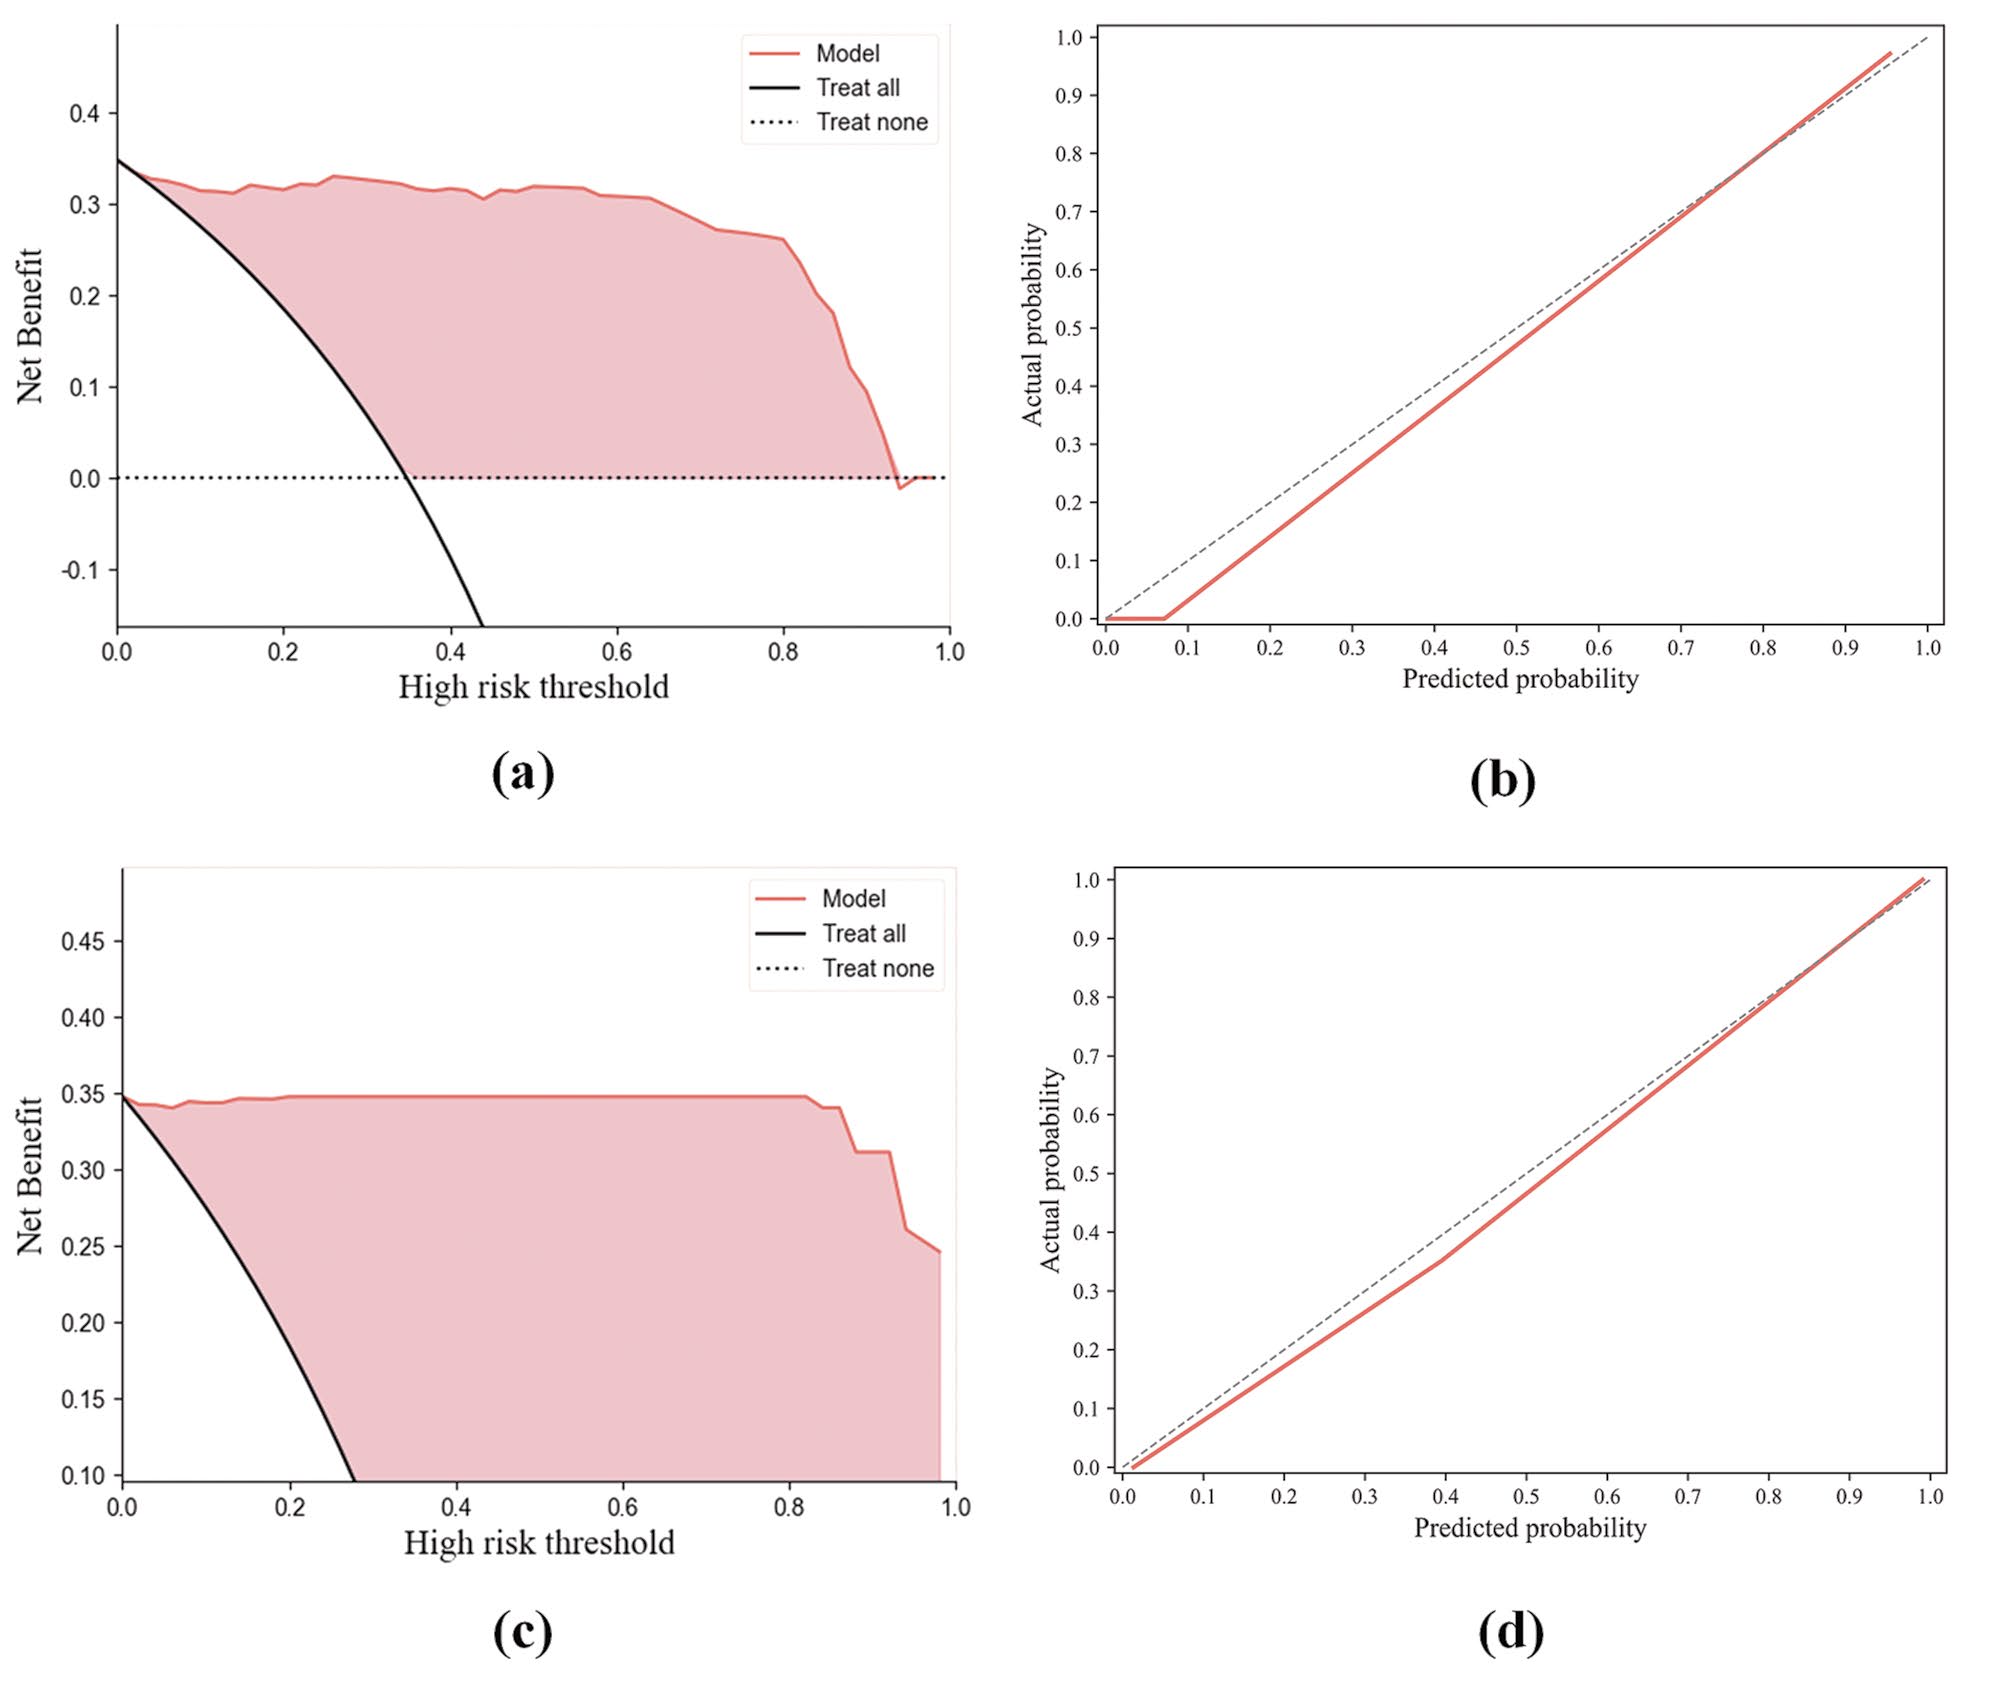 Model
Treat all
Treat none
0.4
0.3
0.2
0.1
0.0
-0.1
Net Benefit
0.0 0.2 0.4 0.6 0.8 1.0
High risk threshold
(a)
1.0
0.9
0.8
0.7
0.6
0.5
0.4
0.3
0.2
0.1
0.0
Actual probability
0.0 0.1 0.2 0.3 0.4 0.5 0.6 0.7 0.8 0.9 1.0
Predicted probability
(b)
Model
Treat all
Treat none
0.45
0.40
0.35
0.30
0.25
0.20
0.15
0.10
Net Benefit
0.0 0.2 0.4 0.6 0.8 1.0
High risk threshold
(c)
1.0
0.9
0.8
0.7
0.6
0.5
0.4
0.3
0.2
0.1
0.0
Actual probability
0.0 0.1 0.2 0.3 0.4 0.5 0.6 0.7 0.8 0.9 1.0
Predicted probability
(d)